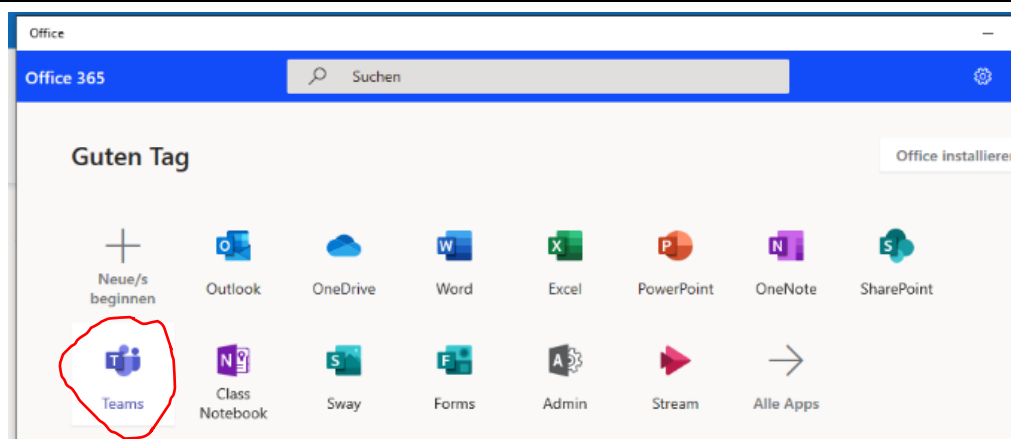 Office
Office 365
Suchen
Guten Tag
Office installieren
Neue/s
beginnen
Outlook
OneDrive
Word
Excel
PowerPoint
OneNote
SharePoint
Teams
Class
Notebook
Sway
Forms
Admin
Stream
Alle Apps